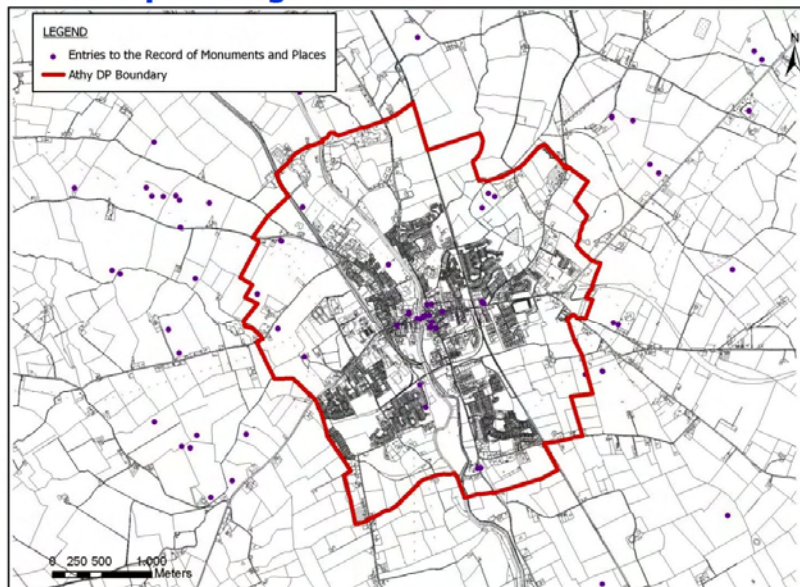 LEGEND
Entries to the Record of Monuments and Places
Athy DP Boundary
N
0 250 500 1,000
Meters